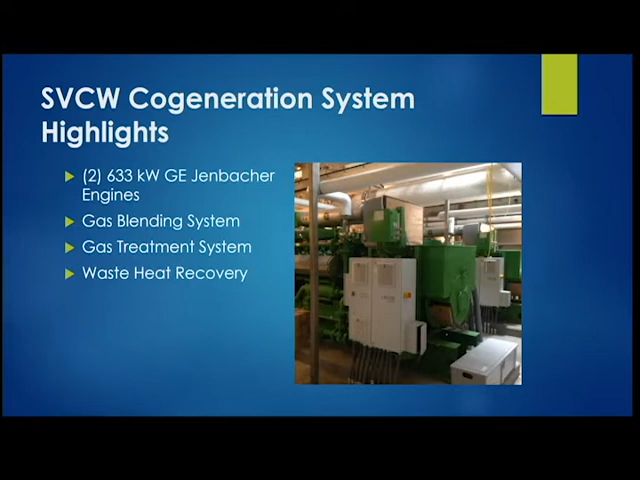 SVCW Cogeneration System
Highlights
(2) 633 kW GE Jenbacher
Engines
Gas Blending System
Gas Treatment System
Waste Heat Recovery